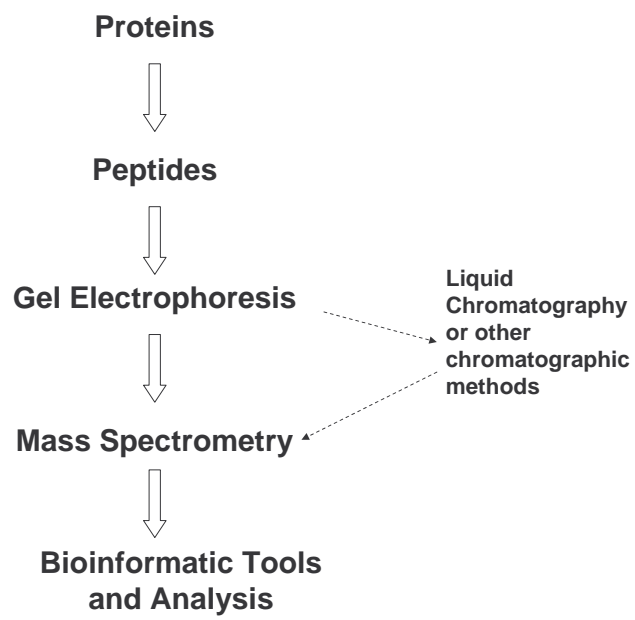 Proteins
Peptides
Gel Electrophoresis
Liquid
Chromatography
or other
chromatographic
methods
Mass Spectrometry
Bioinformatic Tools
and Analysis